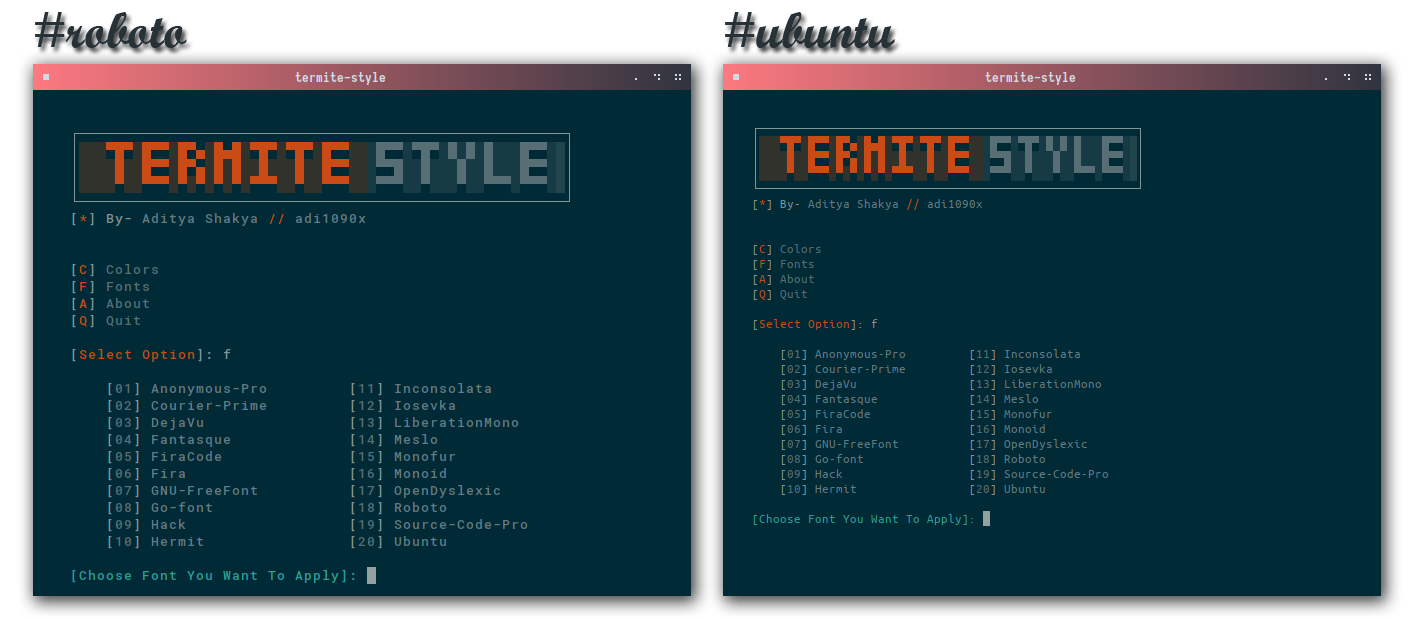 #roboto
termite-style
TERMITE STYLE
[*] By- Aditya Shakya // adi1090x
[C] Colors
[F] Fonts
[A] About
[Q] Quit
[Select Option]: f
[01] Anonymous-Pro [11] Inconsolata
[02] Courier-Prime [12] Iosevka
[03] DejaVu [13] LiberationMono
[04] Fantasque [14] Meslo
[05] FiraCode [15] Monofur
[06] Fira [16] Monoid
[07] GNU-FreeFont [17] OpenDyslexic
[08] Go-font [18] Roboto
[09] Hack [19] Source-Code-Pro
[10] Hermit [20] Ubuntu
[Choose Font You Want To Apply]:
#ubuntu
termite-style
TERMITE STYLE
[*] By- Aditya Shakya // adi1090x
[C] Colors
[F] Fonts
[A] About
[Q] Quit
[Select Option]: f
[01] Anonymous-Pro [11] Inconsolata
[02] Courier-Prime [12] Iosevka
[03] DejaVu [13] LiberationMono
[04] Fantasque [14] Meslo
[05] FiraCode [15] Monofur
[06] Fira [16] Monoid
[07] GNU-FreeFont [17] OpenDyslexic
[08] Go-font [18] Roboto
[09] Hack [19] Source-Code-Pro
[10] Hermit [20] Ubuntu
[Choose Font You Want To Apply]: